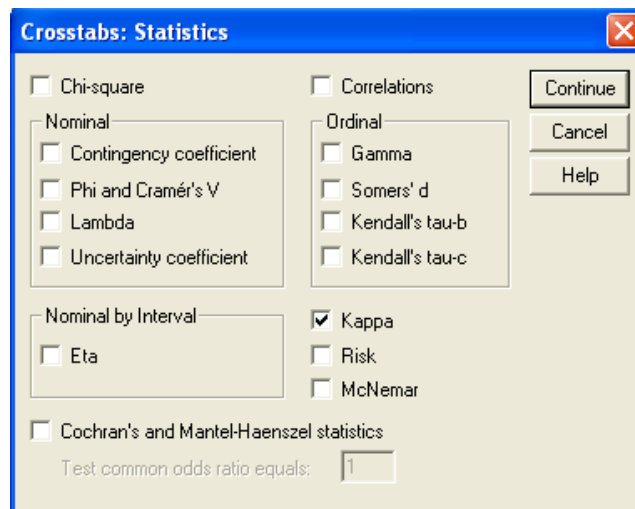 Crosstabs: Statistics
Chi-square
Correlations
Continue
Cancel
Help
Nominal
Contingency coefficient
Phi and Cramér's V
Lambda
Uncertainty coefficient
Ordinal
Gamma
Somers' d
Kendall's tau-b
Kendall's tau-c
Nominal by Interval
Eta
Kappa
Risk
McNemar
Cochran's and Mantel-Haenszel statistics
Test common odds ratio equals: 1